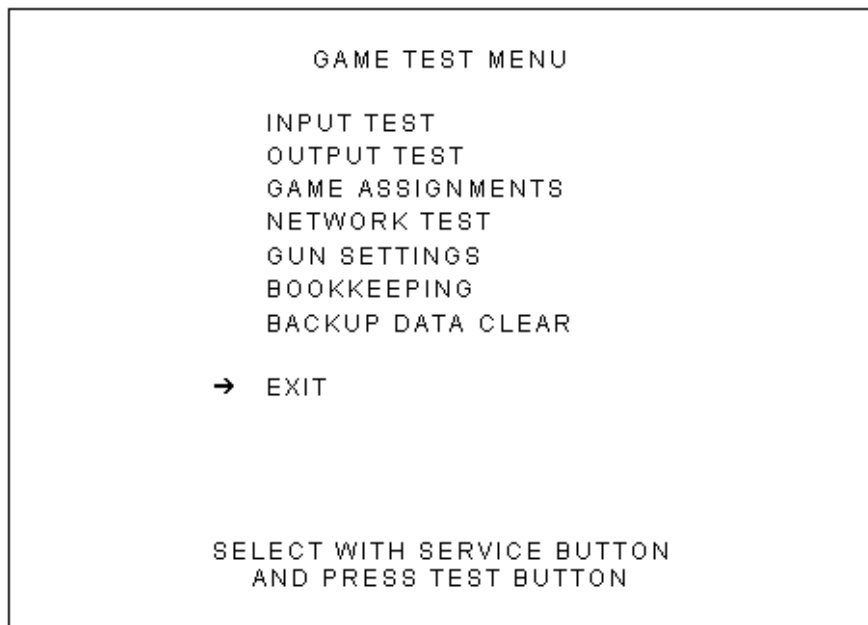 GAME TEST MENU
INPUT TEST
OUTPUT TEST
GAME ASSIGNMENTS
NETWORK TEST
GUN SETTINGS
BOOKKEEPING
BACKUP DATA CLEAR
➔ EXIT
SELECT WITH SERVICE BUTTON
AND PRESS TEST BUTTON